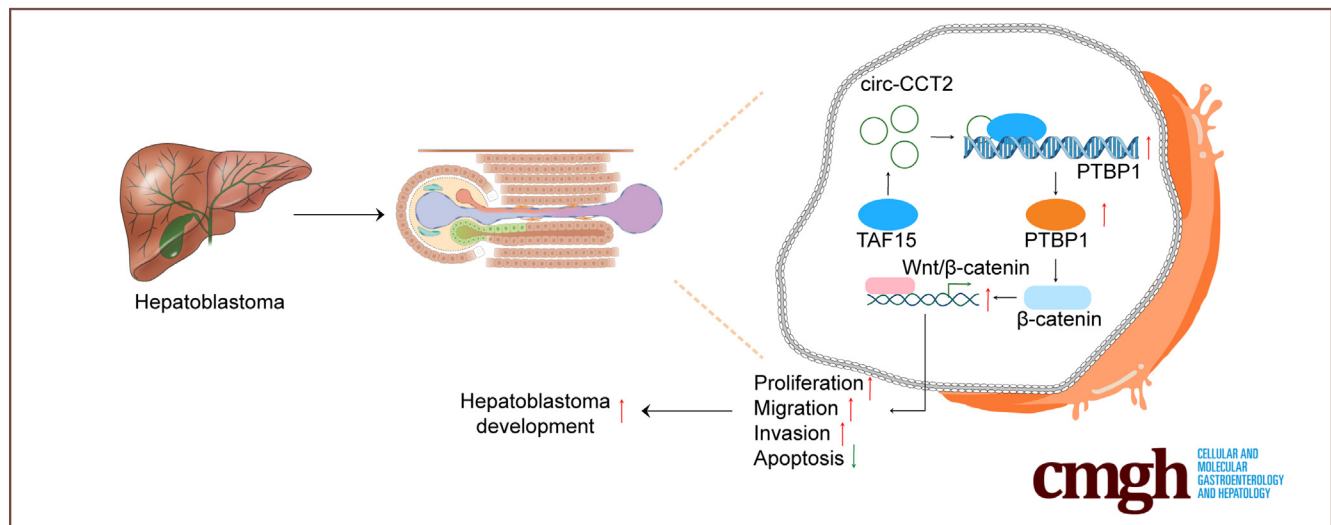 Hepatoblastoma
circ-CCT2
PTBP1
TAF15
PTBP1
Wnt/β-catenin
β-catenin
Proliferation
Migration
Invasion
Apoptosis
Hepatoblastoma
development
cmgh
CELLULAR AND
MOLECULAR
GASTROENTEROLOGY
AND HEPATOLOGY